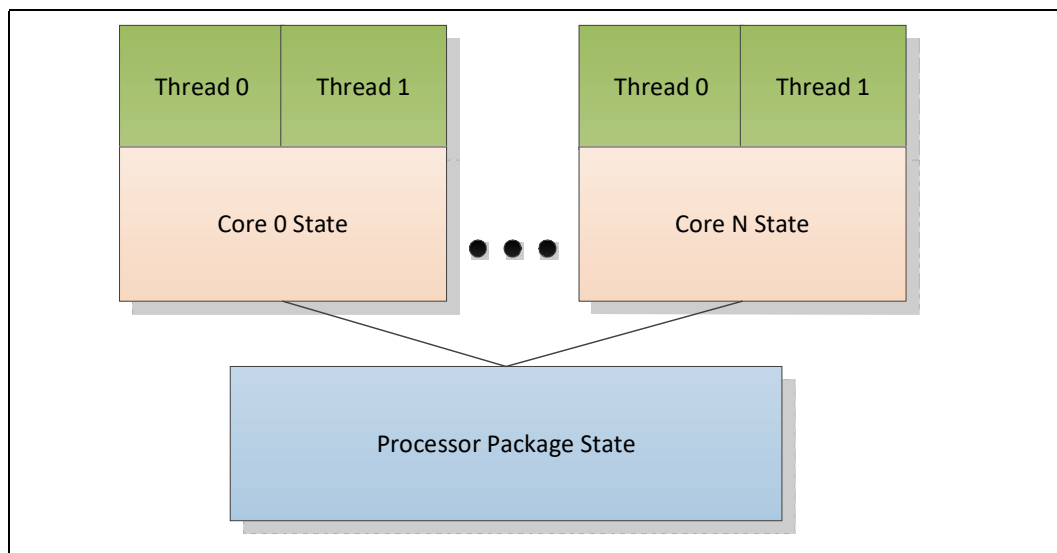 Thread 0
Thread 1
Thread 0
Thread 1
Core 0 State
Core N State
Processor Package State